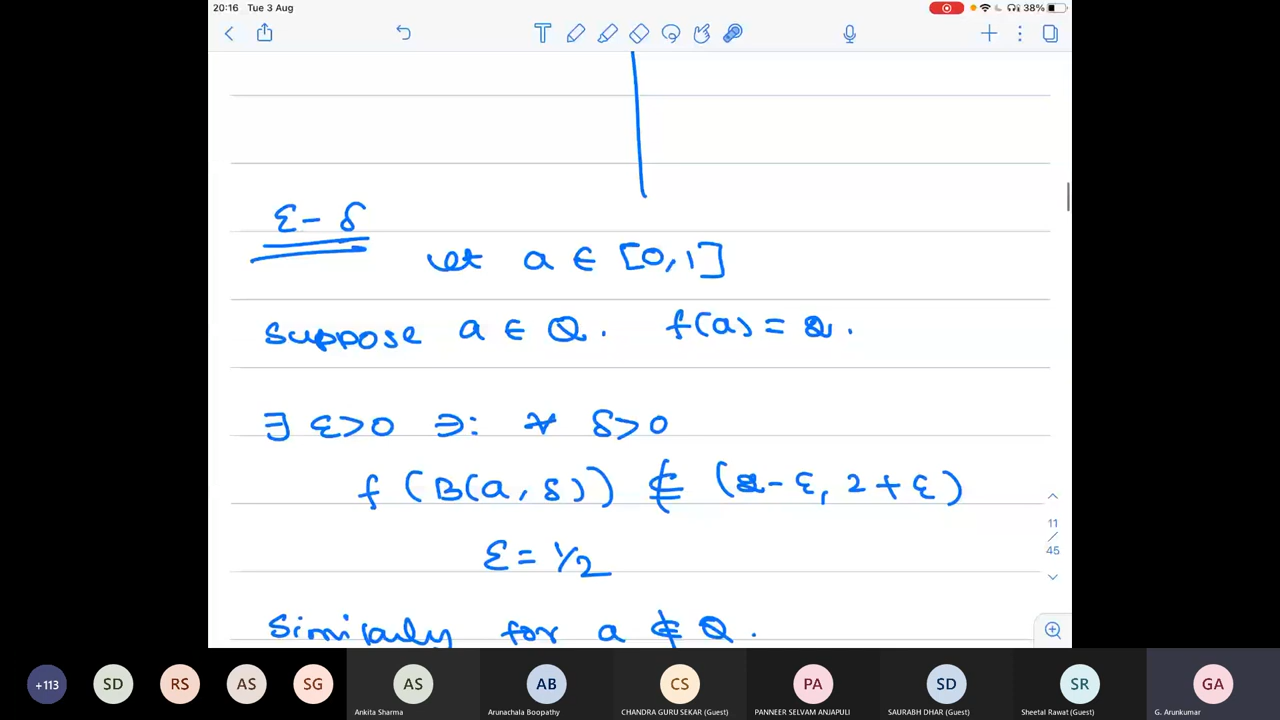 20:16 Tue 3 Aug 38%
ε - δ
let a ∈ [0,1]
Suppose a ∈ Q. f(a) = 2.
∃ ε>0 ∋: ∀ δ>0
f (B(a, δ)) ⊄ (2-ε, 2+ε)
ε = 1/2
Similarly for a ∉ Q.
11
/
45
+113 SD RS AS SG AS AB CS PA SD SR GA
Ankita Sharma Arunachala Boopathy CHANDRA GURU SEKAR (Guest) PANNEER SELVAM ANJAPULI SAURABH DHAR (Guest) Sheetal Rawat (Guest) G. Arunkumar